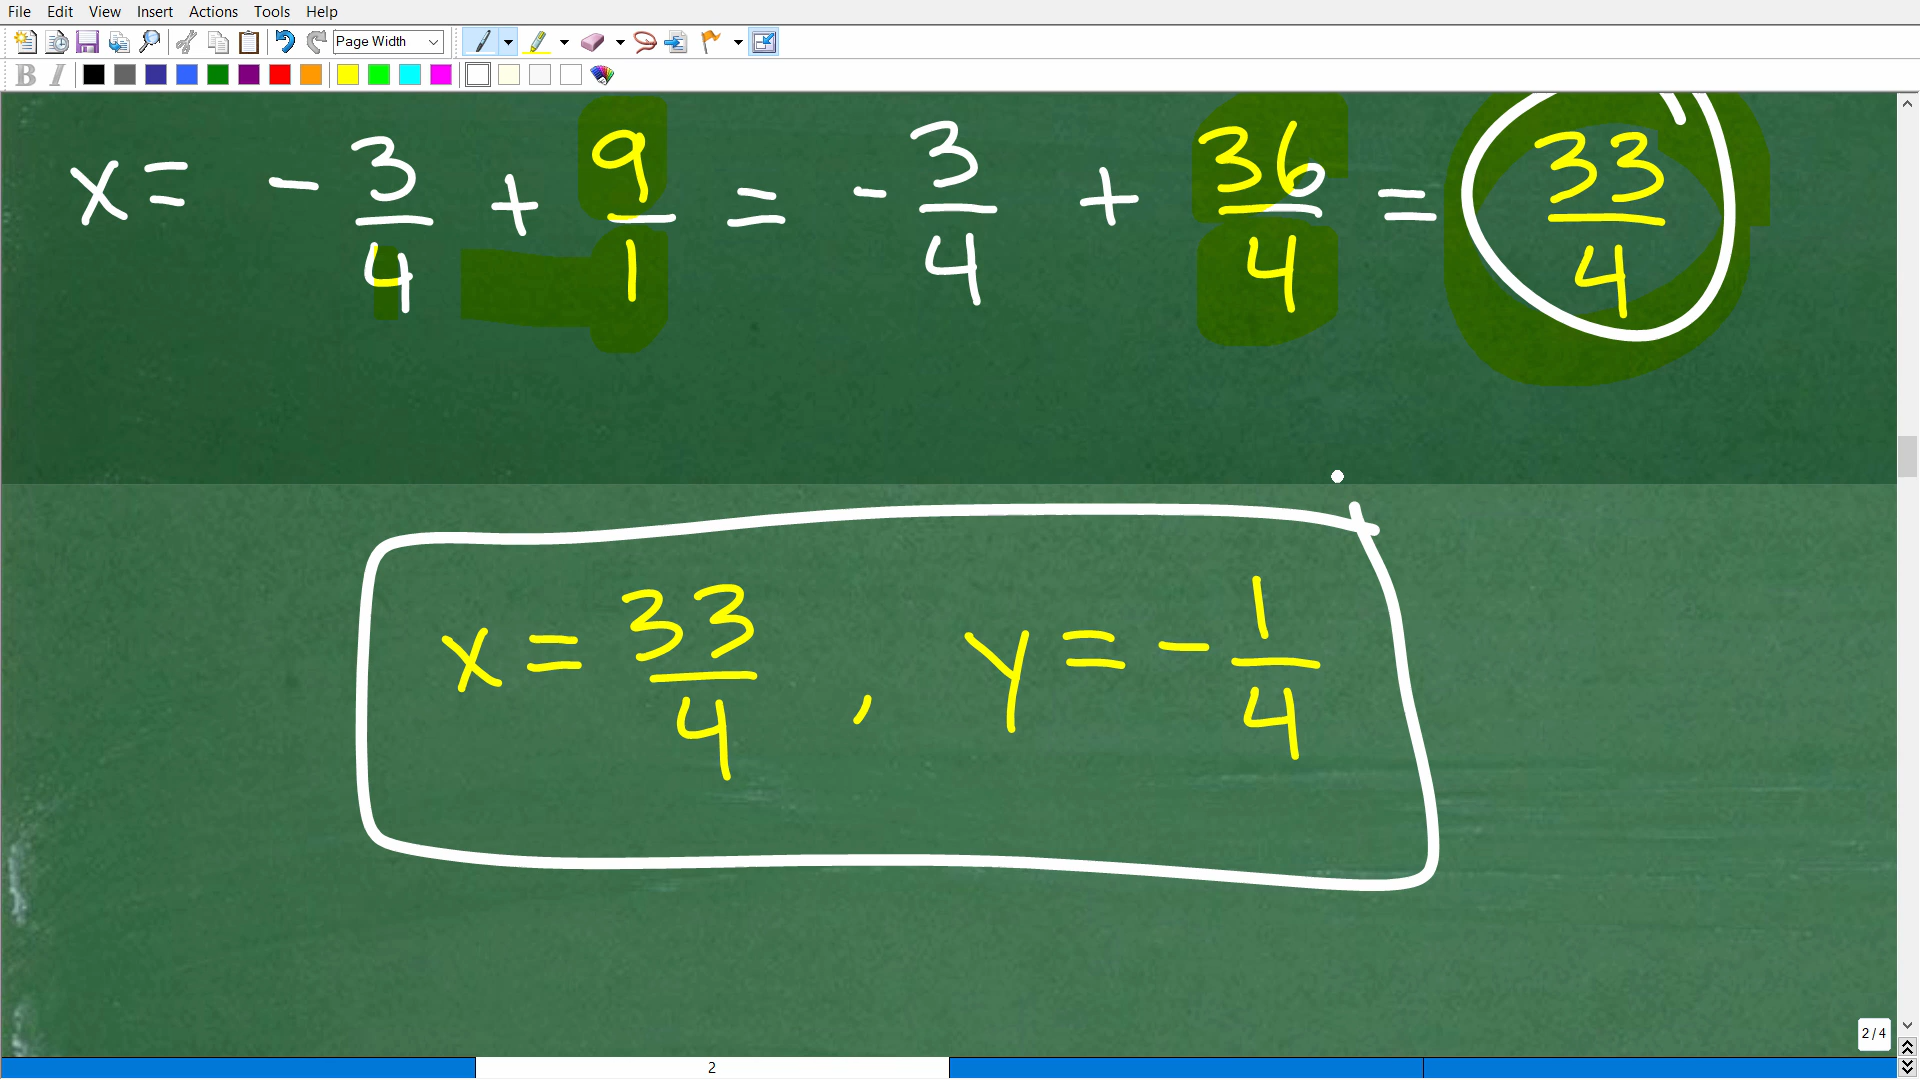 File Edit View Insert Actions Tools Help
Page Width
B I
x = - 3/4 + 9/1 = - 3/4 + 36/4 = 33/4
x = 33/4 , y = - 1/4
2 / 4
2